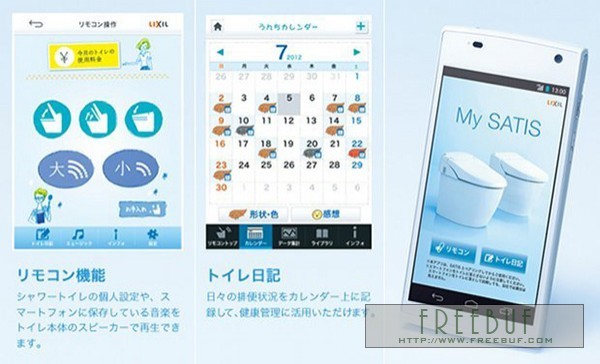 リモコン操作
LIXIL
今月のトイレの
使用料金
大
小
お手入れ
トイレ日記
ミュージック
インフォ
設定
リモコン機能
シャワートイレの個人設定や、ス
マートフォンに保存している音楽を
トイレ本体のスピーカーで再生でき
ます。
うんちカレンダー
7
2012
日 月 火 水 木 金 土
26 27 28 29 30 31 1
2 3 4 5 6 7 8
9 10 11 12 13 14 15
16 17 18 19 20 21 22
23 24 25 26 27 28 29
30 1 2 3 4 5 6
形状・色
感想
リモコントップ
カレンダー
データ集計
ライブラリ
インフォ
トイレ日記
日々の排便状況をカレンダー上に記
録して、健康管理に活用いただけます。
13:00
LIXIL
My SATIS
リモコン
トイレ日記
FREEBUF
HTTP://WWW.FREEBUF.COM